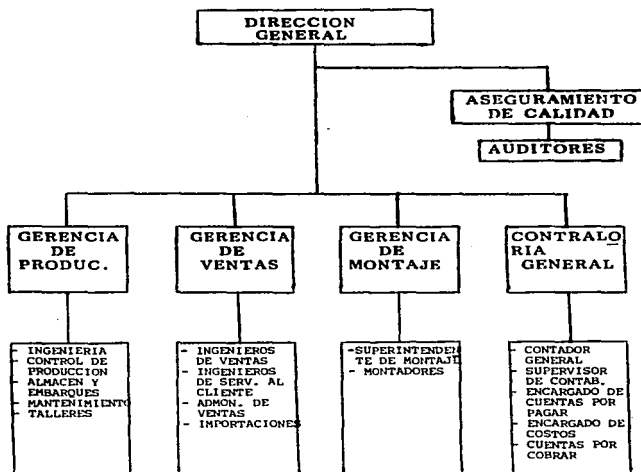 DIRECCION
GENERAL
ASEGURAMIENTO
DE CALIDAD
AUDITORES
GERENCIA
DE
PRODUC.
GERENCIA
DE
VENTAS
GERENCIA
DE
MONTAJE
CONTRALO
RIA
GENERAL
- INGENIERIA
- CONTROL DE
PRODUCCION
- ALMACEN Y
EMBARQUES
- MANTENIMIENTO
- TALLERES
- INGENIEROS
DE VENTAS
- INGENIEROS
DE SERV. AL
CLIENTE
- ADMON. DE
VENTAS
- IMPORTACIONES
-SUPERINTENDEN
TE DE MONTAJE
- MONTADORES
- CONTADOR
GENERAL
- SUPERVISOR
DE CONTAB.
- ENCARGADO DE
CUENTAS POR
PAGAR
- ENCARGADO DE
COSTOS
- CUENTAS POR
COBRAR